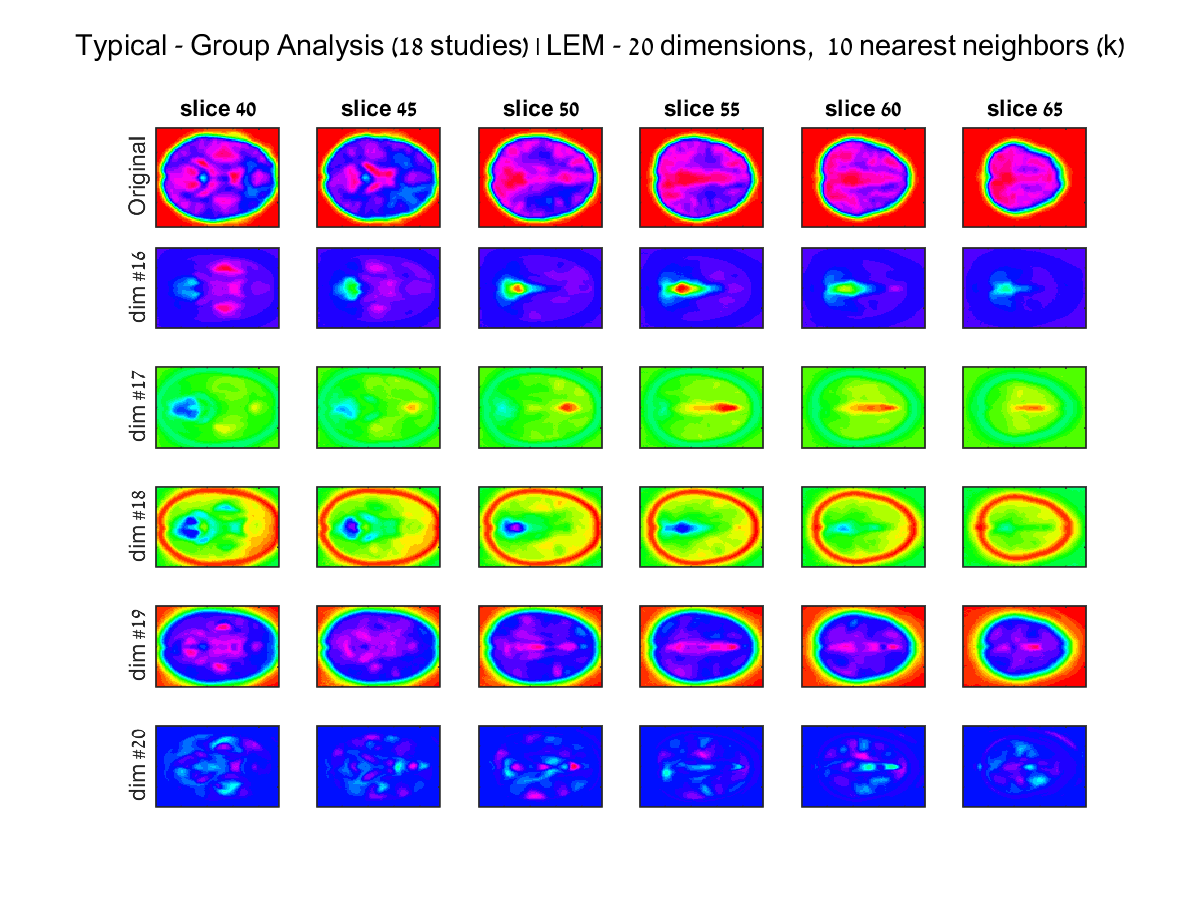 Typical - Group Analysis (18 studies) | LEM - 20 dimensions, 10 nearest neighbors (k)
slice 40 slice 45 slice 50 slice 55 slice 60 slice 65
Original
dim #16
dim #17
dim #18
dim #19
dim #20